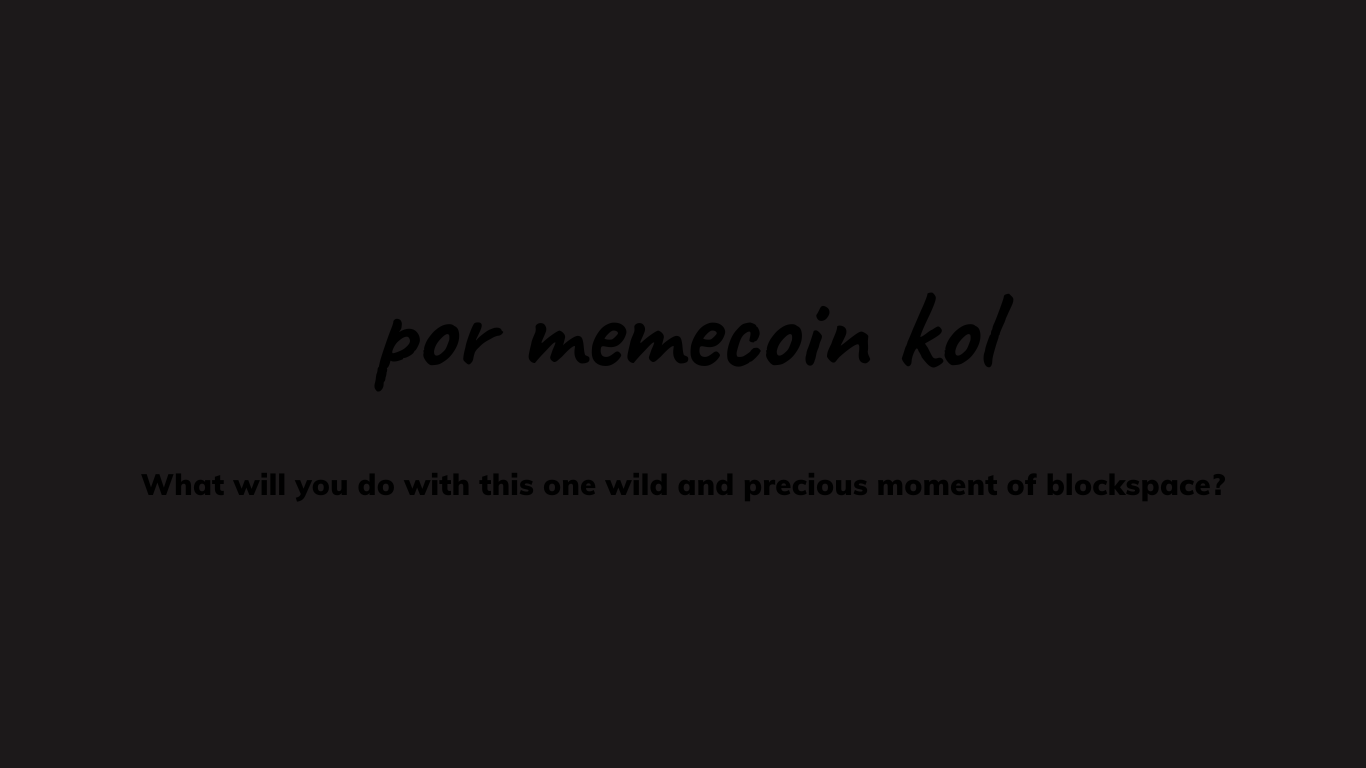 por memecoin kol
What will you do with this one wild and precious moment of blockspace?